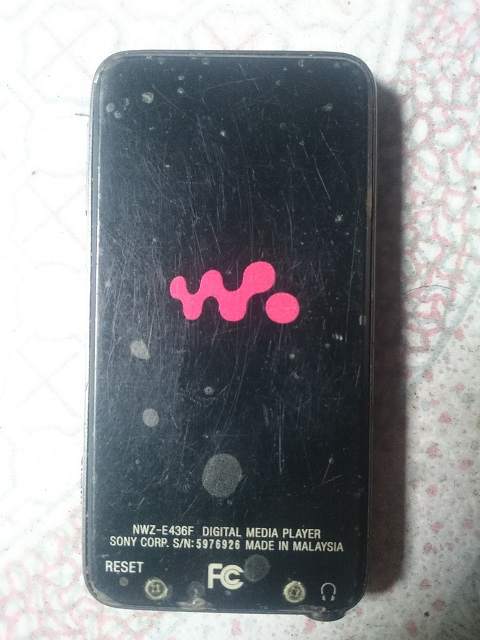 NWZ-E436F DIGITAL MEDIA PLAYER
SONY CORP. S/N:5976926 MADE IN MALAYSIA
RESET
FC